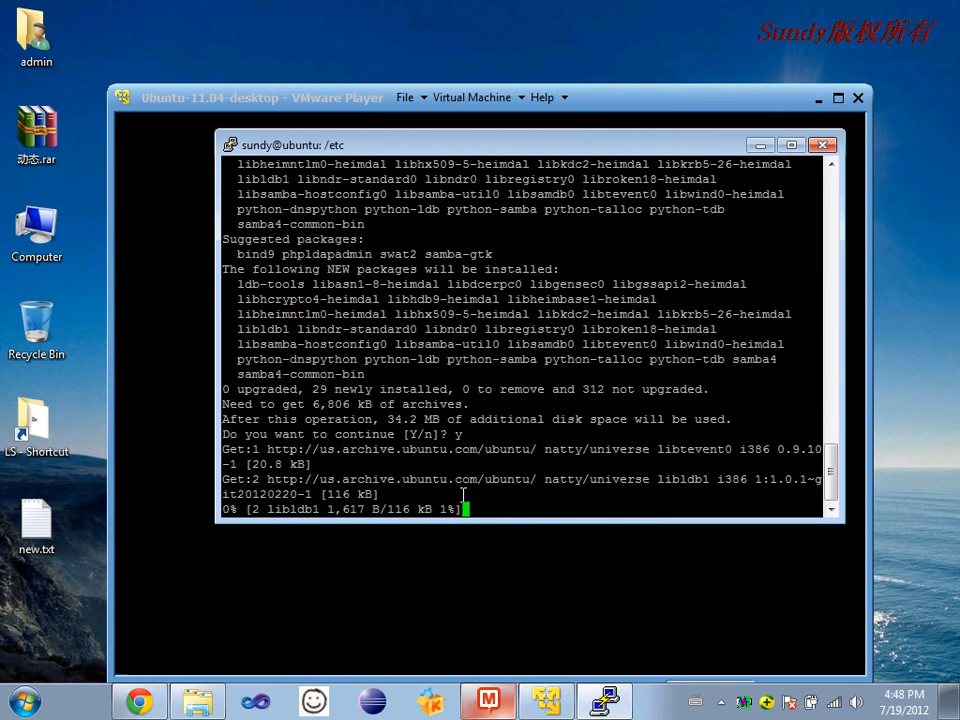 Sundy版权所有
admin
动态.rar
Computer
Recycle Bin
LS - Shortcut
new.txt
Ubuntu-11.04-desktop - VMware Player
File
Virtual Machine
Help
sundy@ubuntu: /etc
libheimntlm0-heimdal libhx509-5-heimdal libkdc2-heimdal libkrb5-26-heimdal
libldb1 libndr-standard0 libndr0 libregistry0 libroken18-heimdal
libsamba-hostconfig0 libsamba-util0 libsamdb0 libtevent0 libwind0-heimdal
python-dnspython python-ldb python-samba python-talloc python-tdb
samba4-common-bin
Suggested packages:
bind9 phpldapadmin swat2 samba-gtk
The following NEW packages will be installed:
ldb-tools libasn1-8-heimdal libdcerpc0 libgensec0 libgssapi2-heimdal
libhcrypto4-heimdal libhdb9-heimdal libheimbase1-heimdal
libheimntlm0-heimdal libhx509-5-heimdal libkdc2-heimdal libkrb5-26-heimdal
libldb1 libndr-standard0 libndr0 libregistry0 libroken18-heimdal
libsamba-hostconfig0 libsamba-util0 libsamdb0 libtevent0 libwind0-heimdal
python-dnspython python-ldb python-samba python-talloc python-tdb samba4
samba4-common-bin
0 upgraded, 29 newly installed, 0 to remove and 312 not upgraded.
Need to get 6,806 kB of archives.
After this operation, 34.2 MB of additional disk space will be used.
Do you want to continue [Y/n]? y
Get:1 http://us.archive.ubuntu.com/ubuntu/ natty/universe libtevent0 i386 0.9.10
-1 [20.8 kB]
Get:2 http://us.archive.ubuntu.com/ubuntu/ natty/universe libldb1 i386 1:1.0.1~g
it20120220-1 [116 kB]
0% [2 libldb1 1,617 B/116 kB 1%]
4:48 PM
7/19/2012